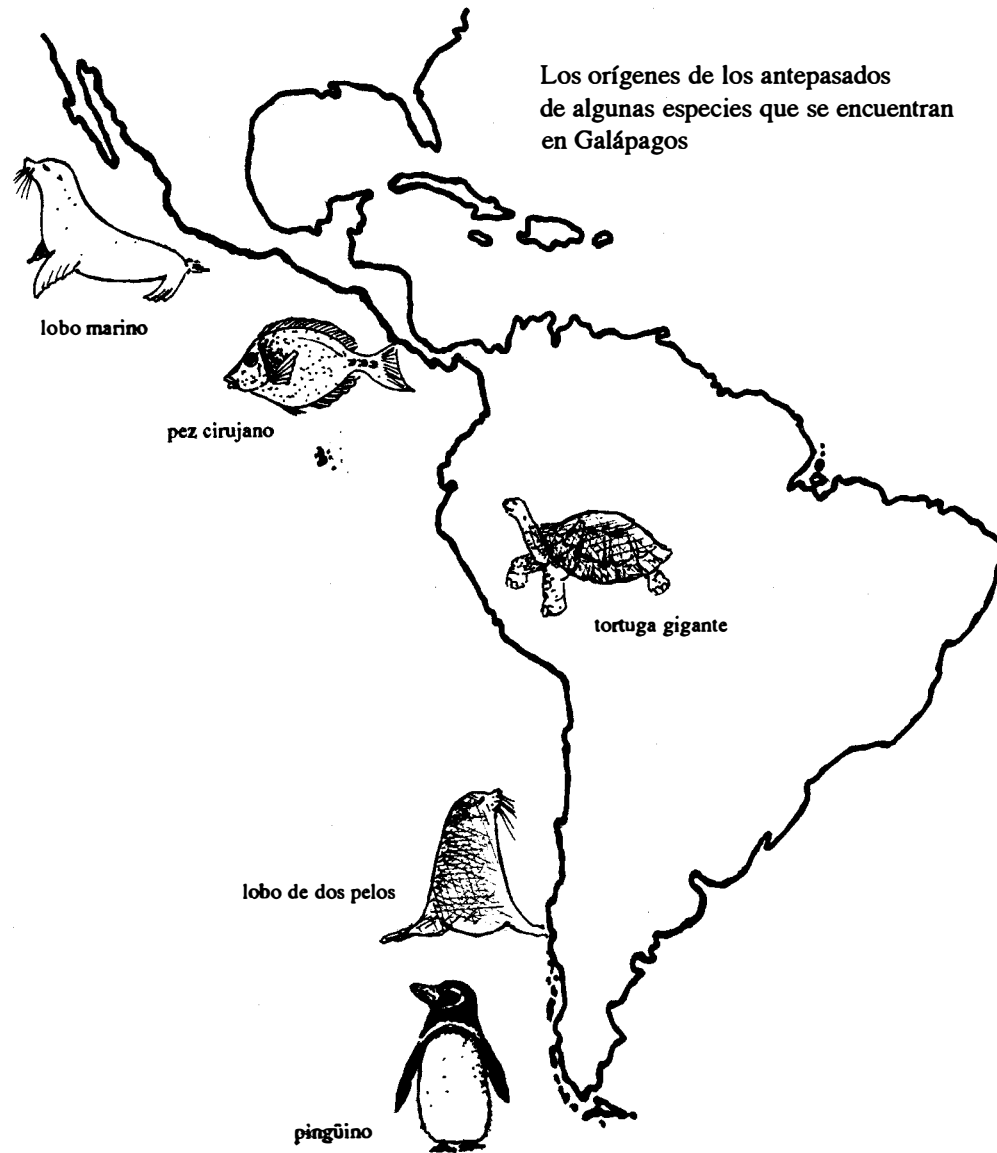 Los orígenes de los antepasados
de algunas especies que se encuentran
en Galápagos
lobo marino
pez cirujano
tortuga gigante
lobo de dos pelos
pingüino